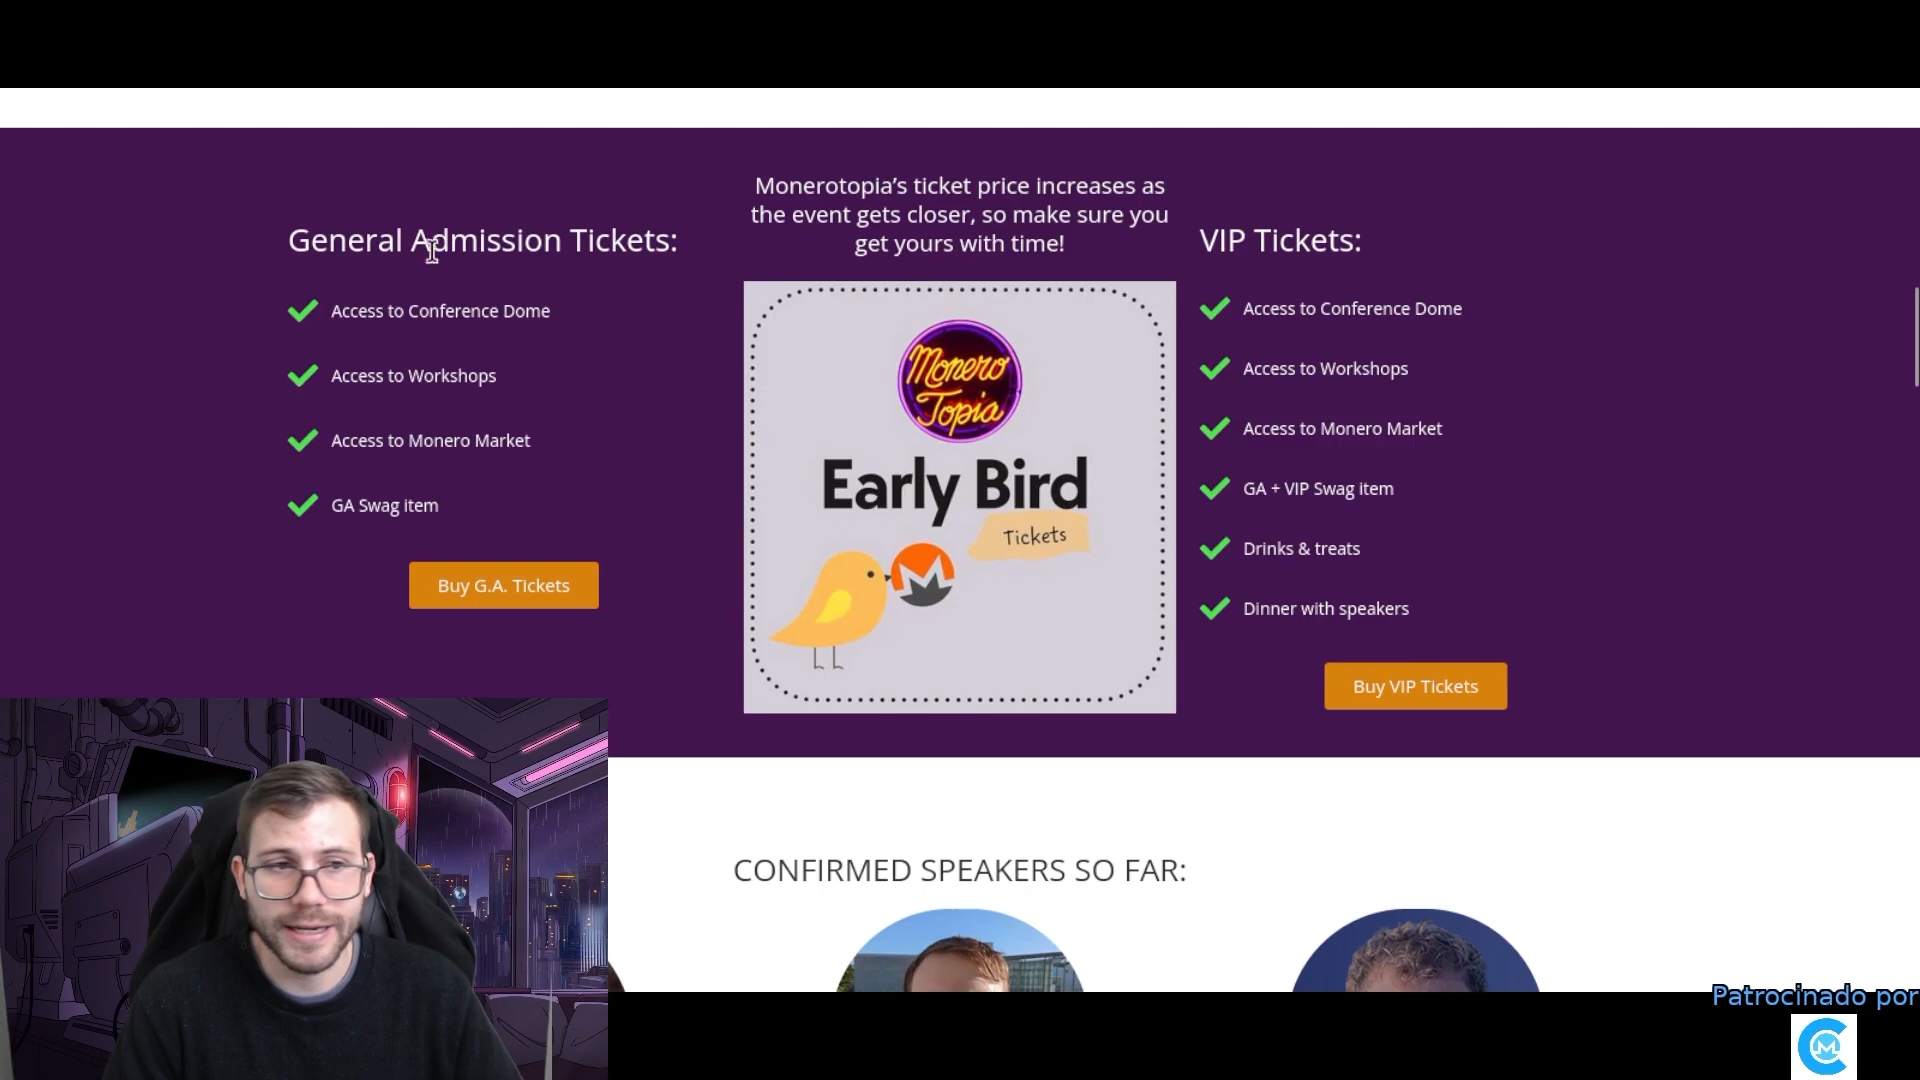 General Admission Tickets:
Access to Conference Dome
Access to Workshops
Access to Monero Market
GA Swag item
Buy G.A. Tickets
Monerotopia’s ticket price increases as
the event gets closer, so make sure you
get yours with time!
Monero
Topia
Early Bird
Tickets
VIP Tickets:
Access to Conference Dome
Access to Workshops
Access to Monero Market
GA + VIP Swag item
Drinks & treats
Dinner with speakers
Buy VIP Tickets
CONFIRMED SPEAKERS SO FAR:
Patrocinado por